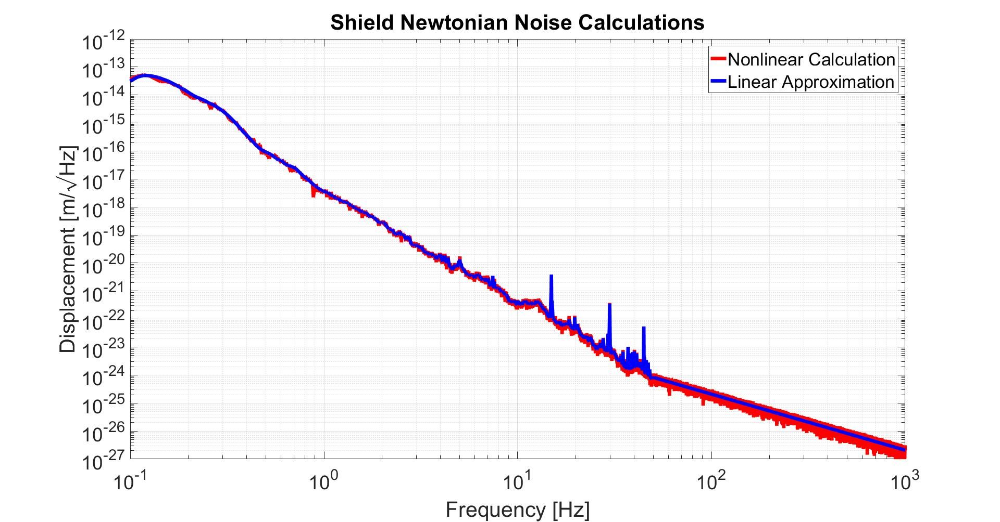 Shield Newtonian Noise Calculations
Nonlinear Calculation
Linear Approximation
Displacement [m/√Hz]
10^-12
10^-13
10^-14
10^-15
10^-16
10^-17
10^-18
10^-19
10^-20
10^-21
10^-22
10^-23
10^-24
10^-25
10^-26
10^-27
10^-1 10^0 10^1 10^2 10^3
Frequency [Hz]